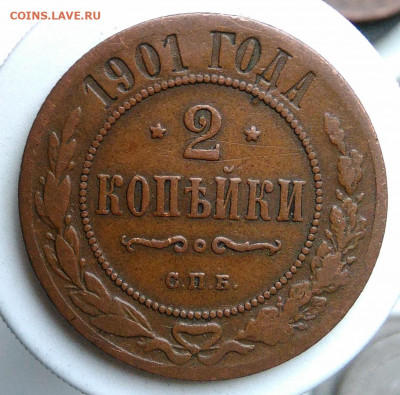 COINS.LAVE.RU
1901 ГОДА
2
КОПѢЙКИ
С.П.Б.